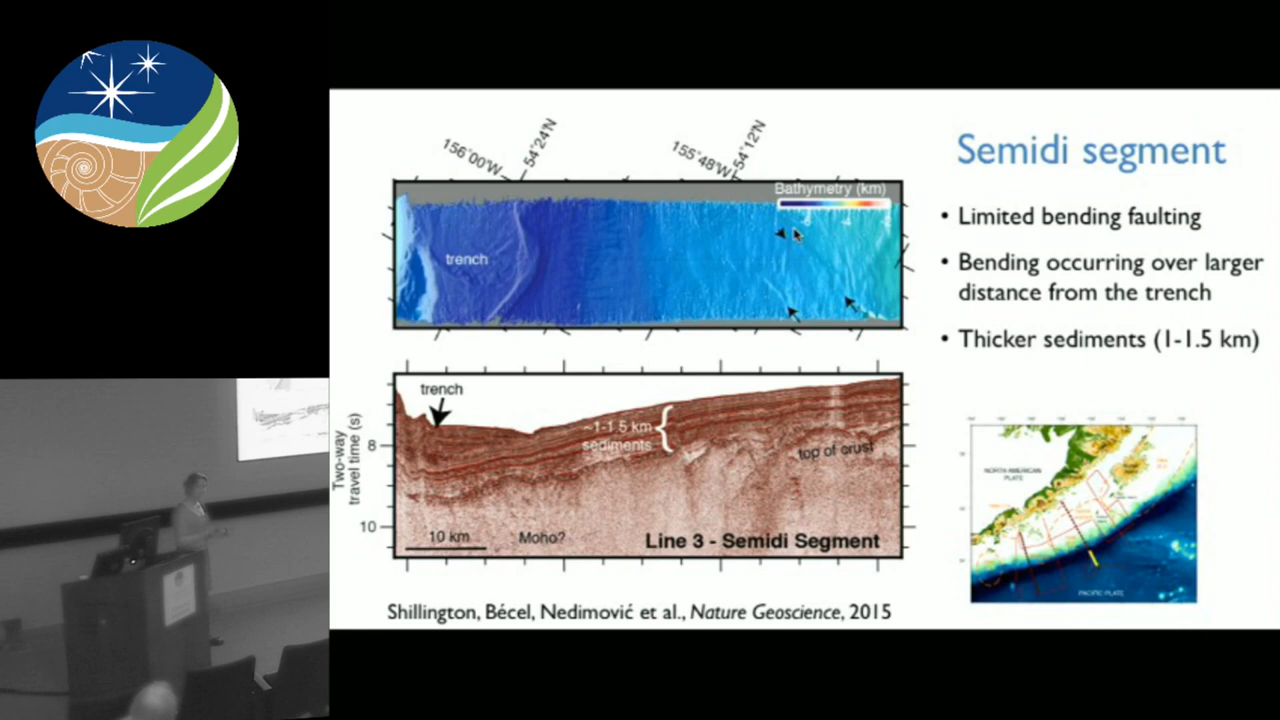 Semidi segment
156°00'W
54°24'N
155°48'W
54°12'N
Bathymetry (km)
-6 -4
trench
• Limited bending faulting
• Bending occurring over larger
distance from the trench
• Thicker sediments (1-1.5 km)
trench
~1-1.5 km
sediments
top of crust
Two-way
travel time (s)
8
10
10 km
Moho?
Line 3 - Semidi Segment
NORTH AMERICAN
PLATE
PACIFIC PLATE
Shillington, Bécel, Nedimović et al., Nature Geoscience, 2015